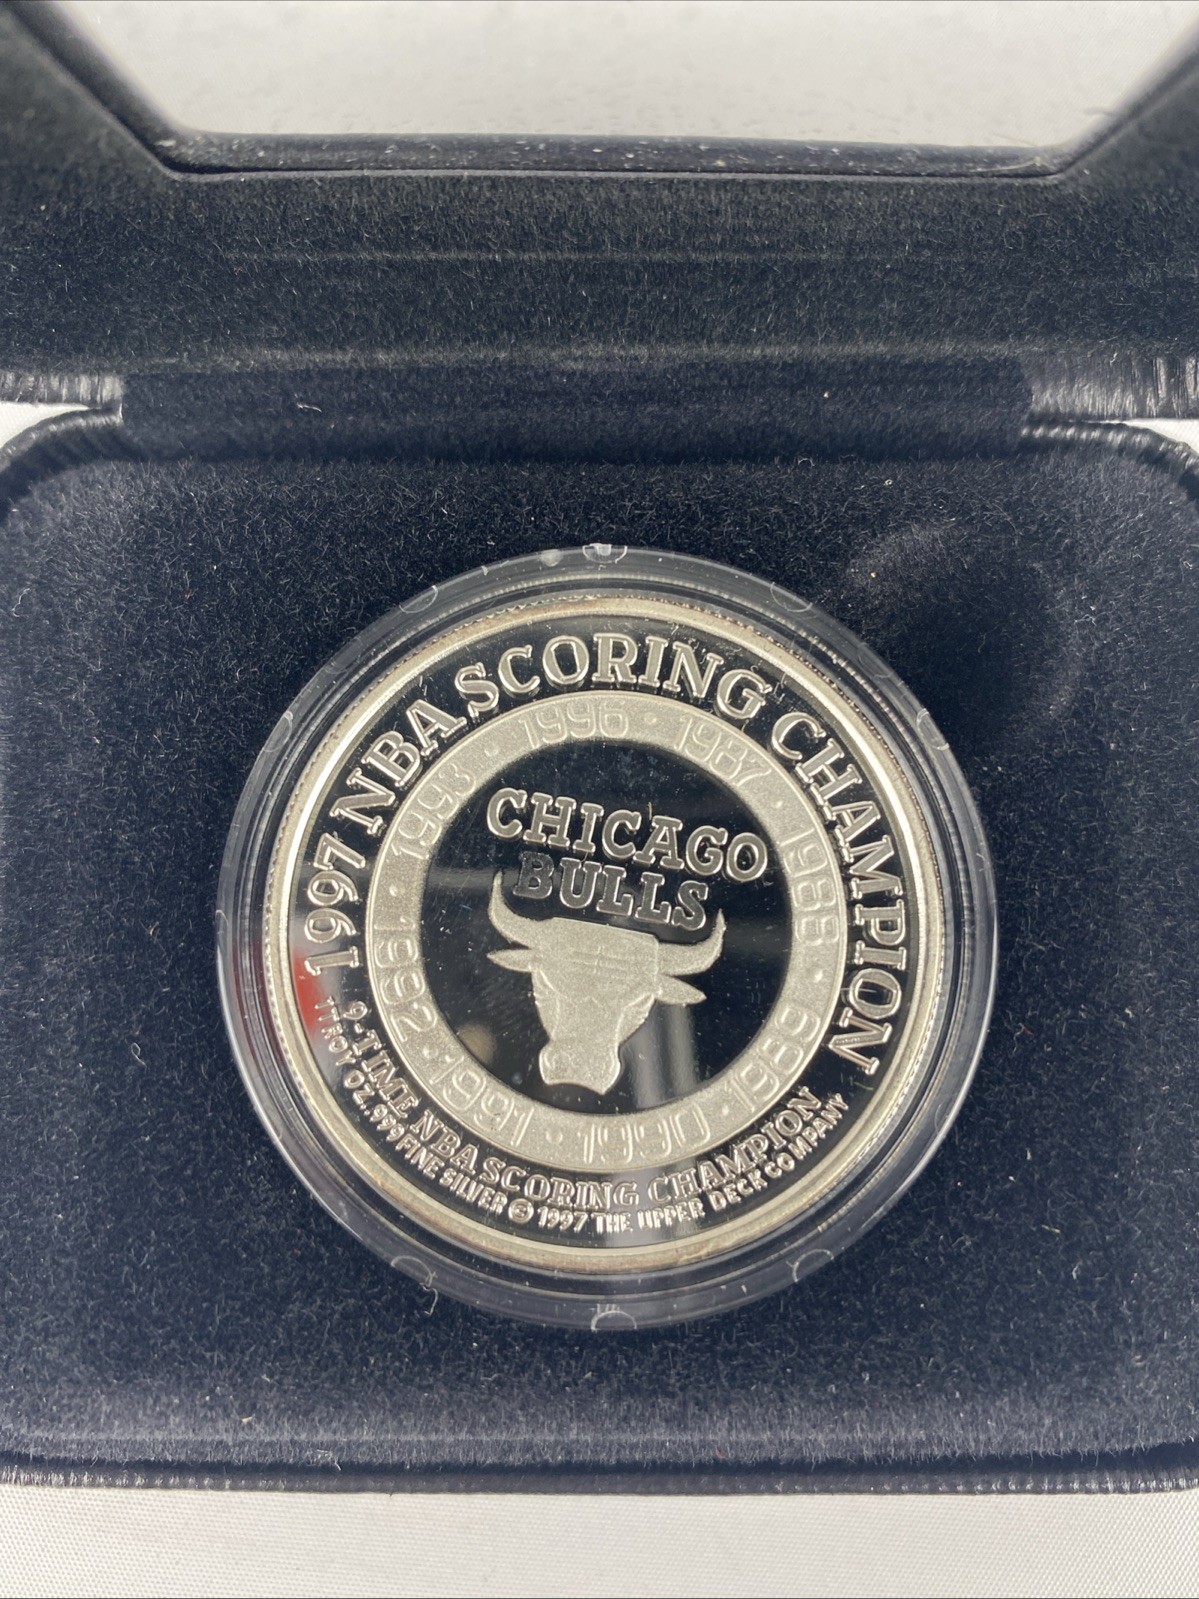 1997 NBA SCORING CHAMPION
1987 · 1988 · 1989 · 1990 · 1991 · 1992 · 1993 · 1996 ·
CHICAGO
BULLS
9-TIME NBA SCORING CHAMPION
1 TROY OZ. .999 FINE SILVER © 1997 THE UPPER DECK COMPANY